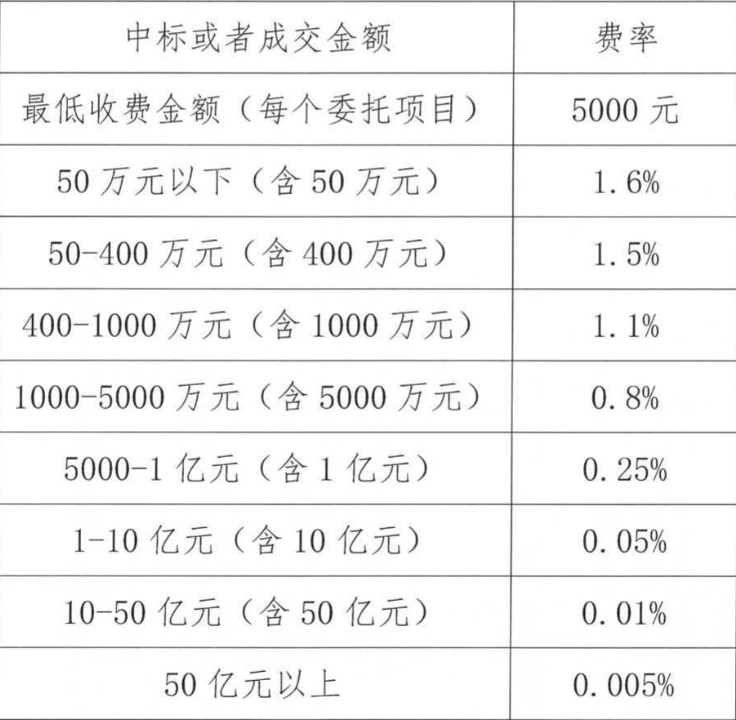 中标或者成交金额 费率
最低收费金额（每个委托项目） 5000 元
50 万元以下（含 50 万元） 1.6%
50-400 万元（含 400 万元） 1.5%
400-1000 万元（含 1000 万元） 1.1%
1000-5000 万元（含 5000 万元） 0.8%
5000-1 亿元（含 1 亿元） 0.25%
1-10 亿元（含 10 亿元） 0.05%
10-50 亿元（含 50 亿元） 0.01%
50 亿元以上 0.005%